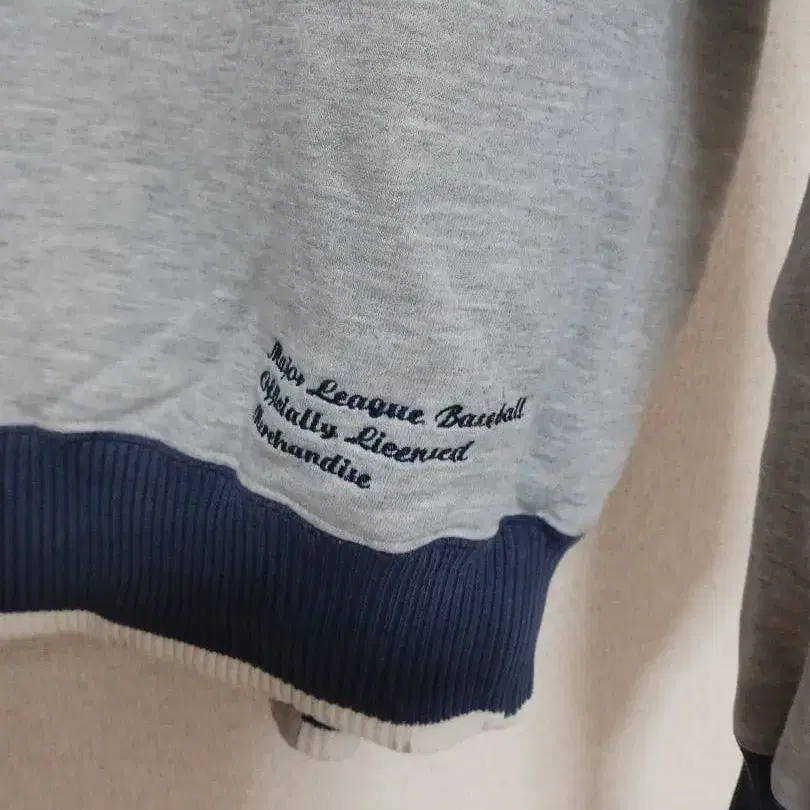 Major League Baseball
Officially Licensed
Merchandise